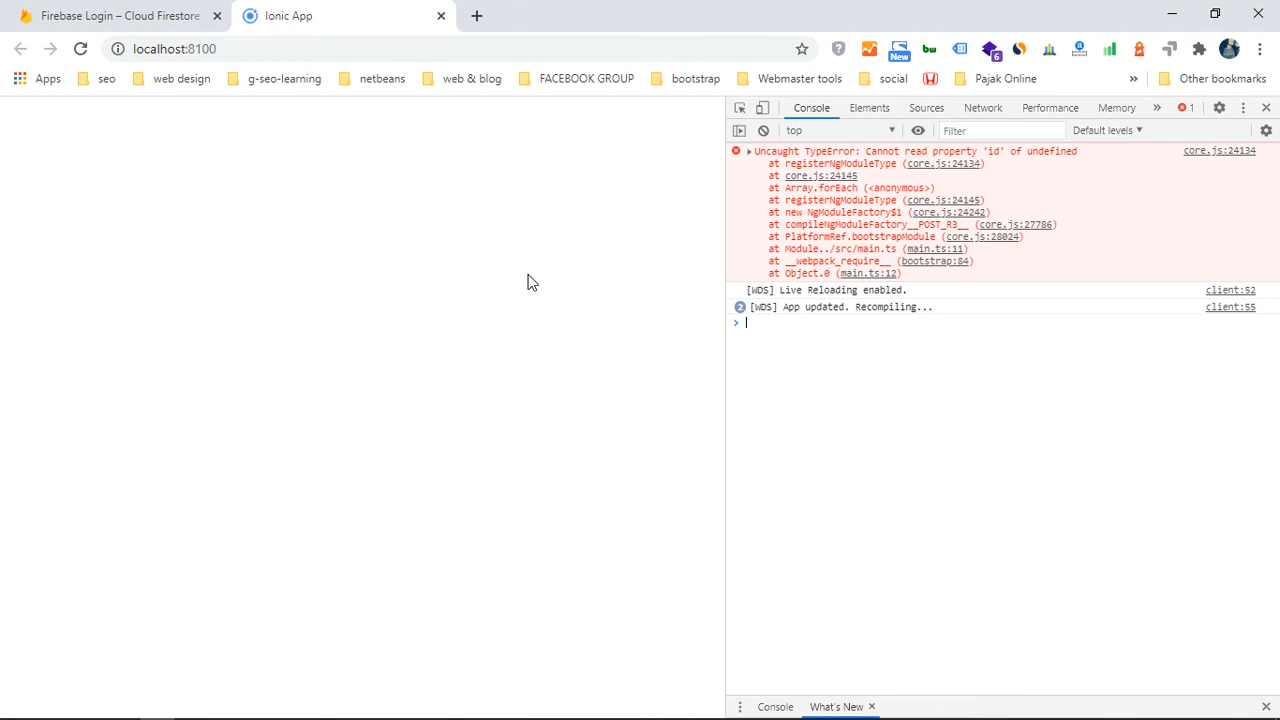 Firebase Login – Cloud Firestore
Ionic App
localhost:8100
New
bw
6
Apps
seo
web design
g-seo-learning
netbeans
web & blog
FACEBOOK GROUP
bootstrap
Webmaster tools
social
Pajak Online
»
Other bookmarks
Console
Elements
Sources
Network
Performance
Memory
»
1
top
Filter
Default levels
Uncaught TypeError: Cannot read property 'id' of undefined core.js:24134
at registerNgModuleType (core.js:24134)
at core.js:24145
at Array.forEach (<anonymous>)
at registerNgModuleType (core.js:24145)
at new NgModuleFactory$1 (core.js:24242)
at compileNgModuleFactory__POST_R3__ (core.js:27786)
at PlatformRef.bootstrapModule (core.js:28024)
at Module../src/main.ts (main.ts:11)
at __webpack_require__ (bootstrap:84)
at Object.0 (main.ts:12)
[WDS] Live Reloading enabled. client:52
2 [WDS] App updated. Recompiling... client:55
Console
What's New